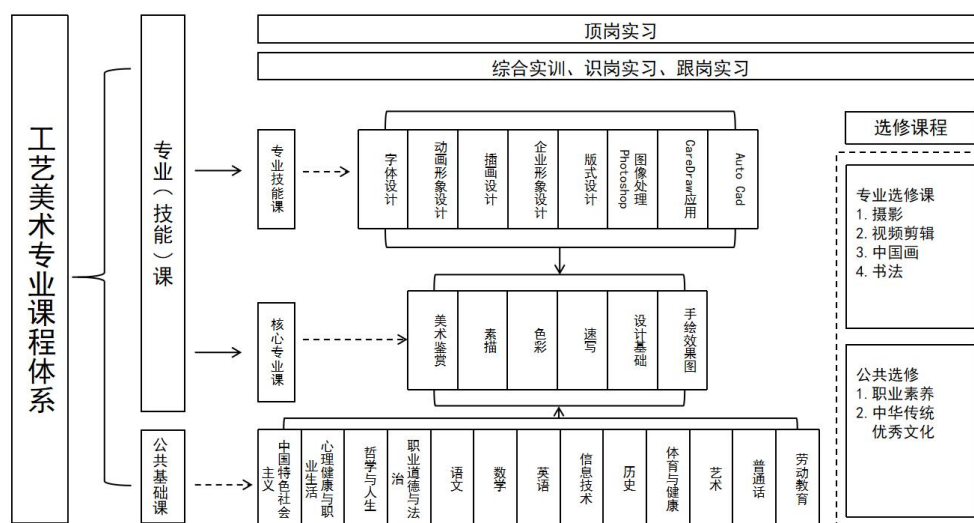 顶岗实习
综合实训、识岗实习、跟岗实习
工艺美术专业课程体系
专业（技能）课
专业技能课
字体设计
动画形象设计
插画设计
企业形象设计
版式设计
图像处理
Photoshop
CareDraw应用
Auto Cad
选修课程
专业选修课
1. 摄影
2. 视频剪辑
3. 中国画
4. 书法
核心专业课
美术鉴赏
素描
色彩
速写
设计基础
手绘效果图
公共选修
1. 职业素养
2. 中华传统
优秀文化
公共基础课
中国特色社会
主义
心理健康与职
业生活
哲学与人生
职业道德与法
治
语文
数学
英语
信息技术
历史
体育与健康
艺术
普通话
劳动教育